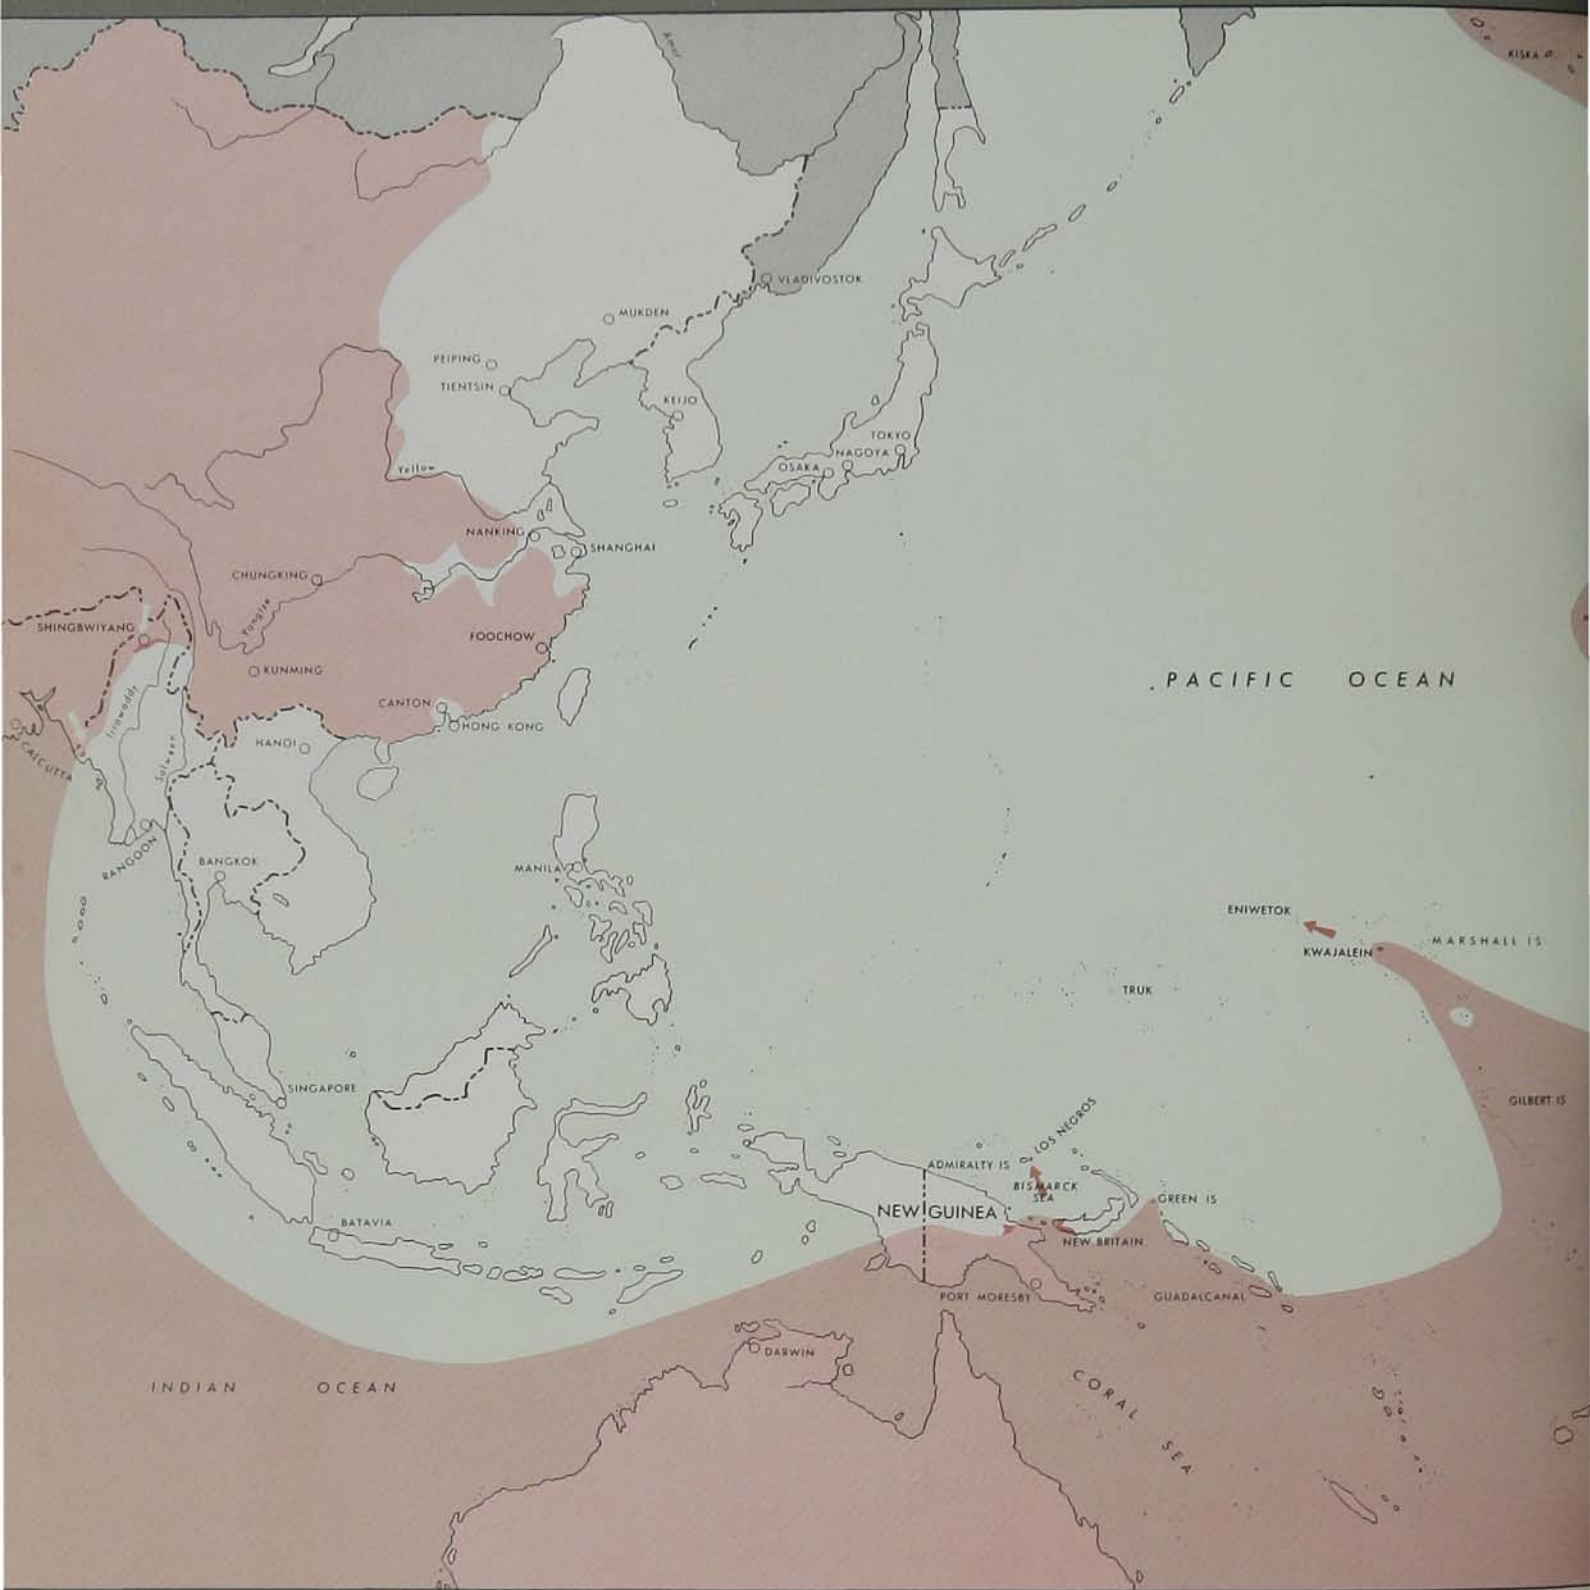 Amur
KISKA
VLADIVOSTOK
MUKDEN
PEIPING
TIENTSIN
KEIJO
TOKYO
NAGOYA
OSAKA
Yellow
NANKING
SHANGHAI
CHUNGKING
Yangtze
SHINGBWIYANG
FOOCHOW
KUNMING
PACIFIC OCEAN
CANTON
HONG KONG
Irrawaddy
HANOI
Salween
CALCUTTA
RANGOON
BANGKOK
MANILA
ENIWETOK
MARSHALL IS
KWAJALEIN
TRUK
SINGAPORE
GILBERT IS
LOS NEGROS
ADMIRALTY IS
BISMARCK
SEA
GREEN IS
NEW GUINEA
BATAVIA
NEW BRITAIN
PORT MORESBY
GUADALCANAL
DARWIN
INDIAN OCEAN
CORAL SEA